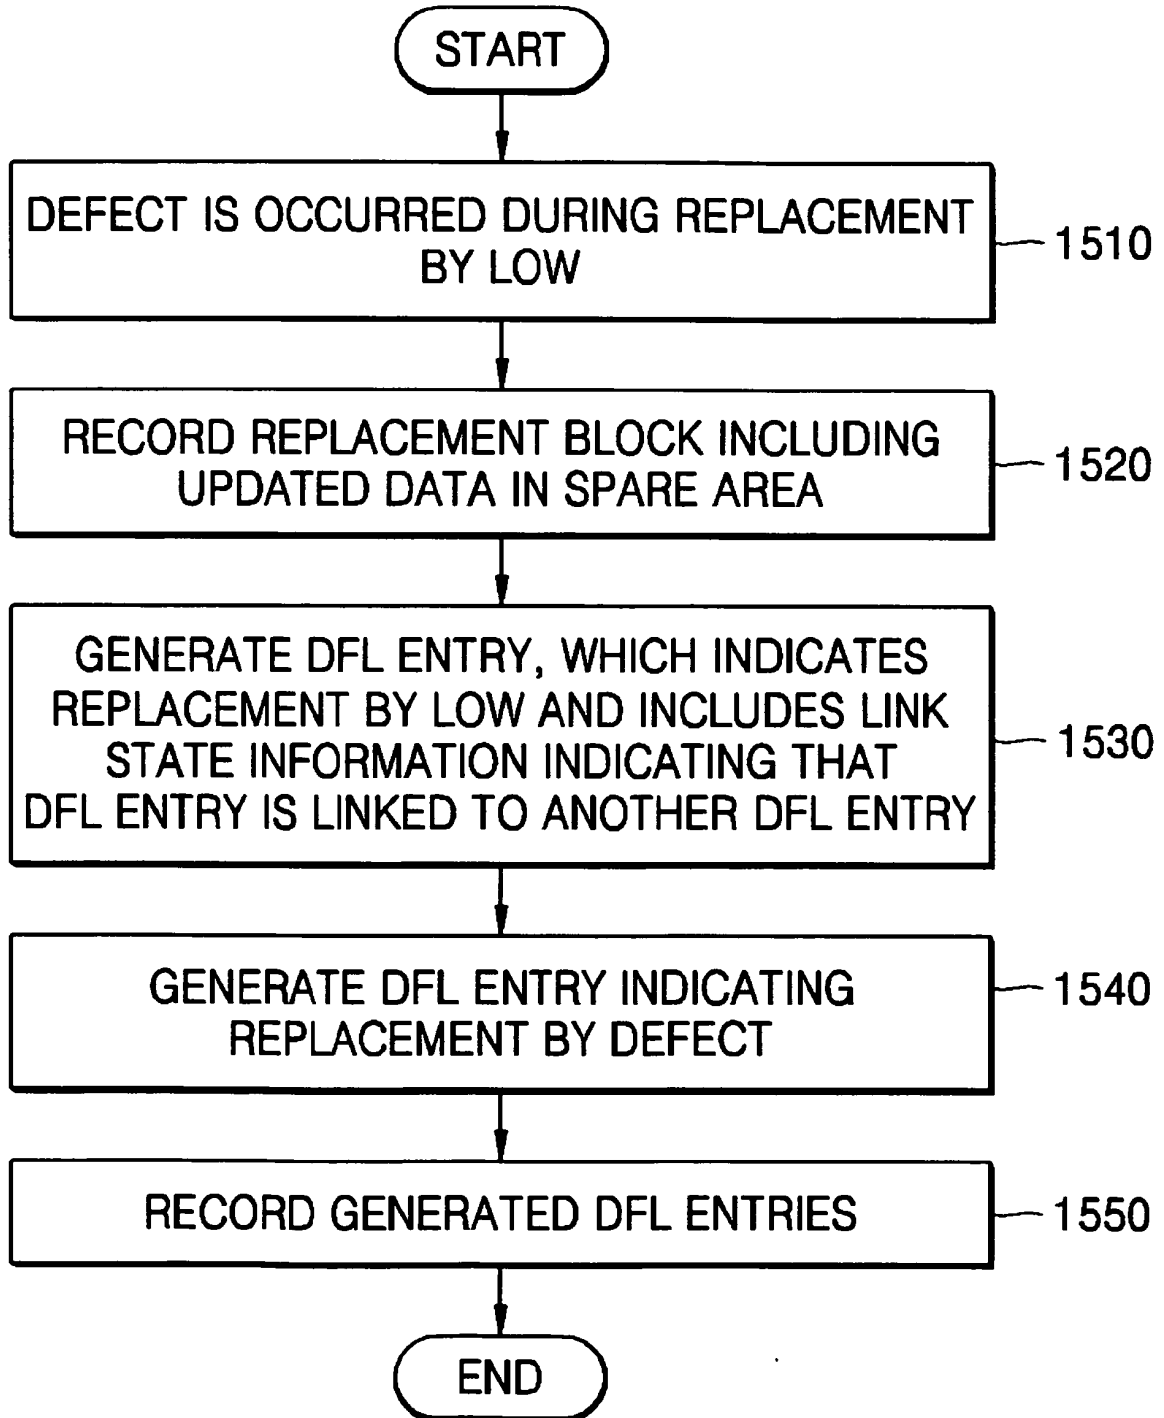 START
DEFECT IS OCCURRED DURING REPLACEMENT
BY LOW
1510
RECORD REPLACEMENT BLOCK INCLUDING
UPDATED DATA IN SPARE AREA
1520
GENERATE DFL ENTRY, WHICH INDICATES
REPLACEMENT BY LOW AND INCLUDES LINK
STATE INFORMATION INDICATING THAT
DFL ENTRY IS LINKED TO ANOTHER DFL ENTRY
1530
GENERATE DFL ENTRY INDICATING
REPLACEMENT BY DEFECT
1540
RECORD GENERATED DFL ENTRIES
1550
END